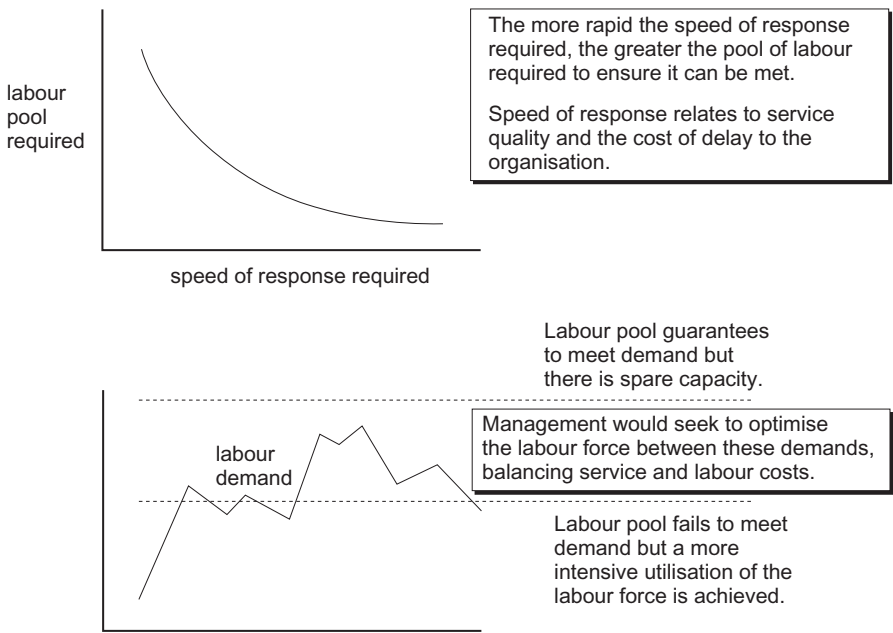 labour
pool
required
The more rapid the speed of response
required, the greater the pool of labour
required to ensure it can be met.
Speed of response relates to service
quality and the cost of delay to the
organisation.
speed of response required
Labour pool guarantees
to meet demand but
there is spare capacity.
labour
demand
Management would seek to optimise
the labour force between these demands,
balancing service and labour costs.
Labour pool fails to meet
demand but a more
intensive utilisation of the
labour force is achieved.